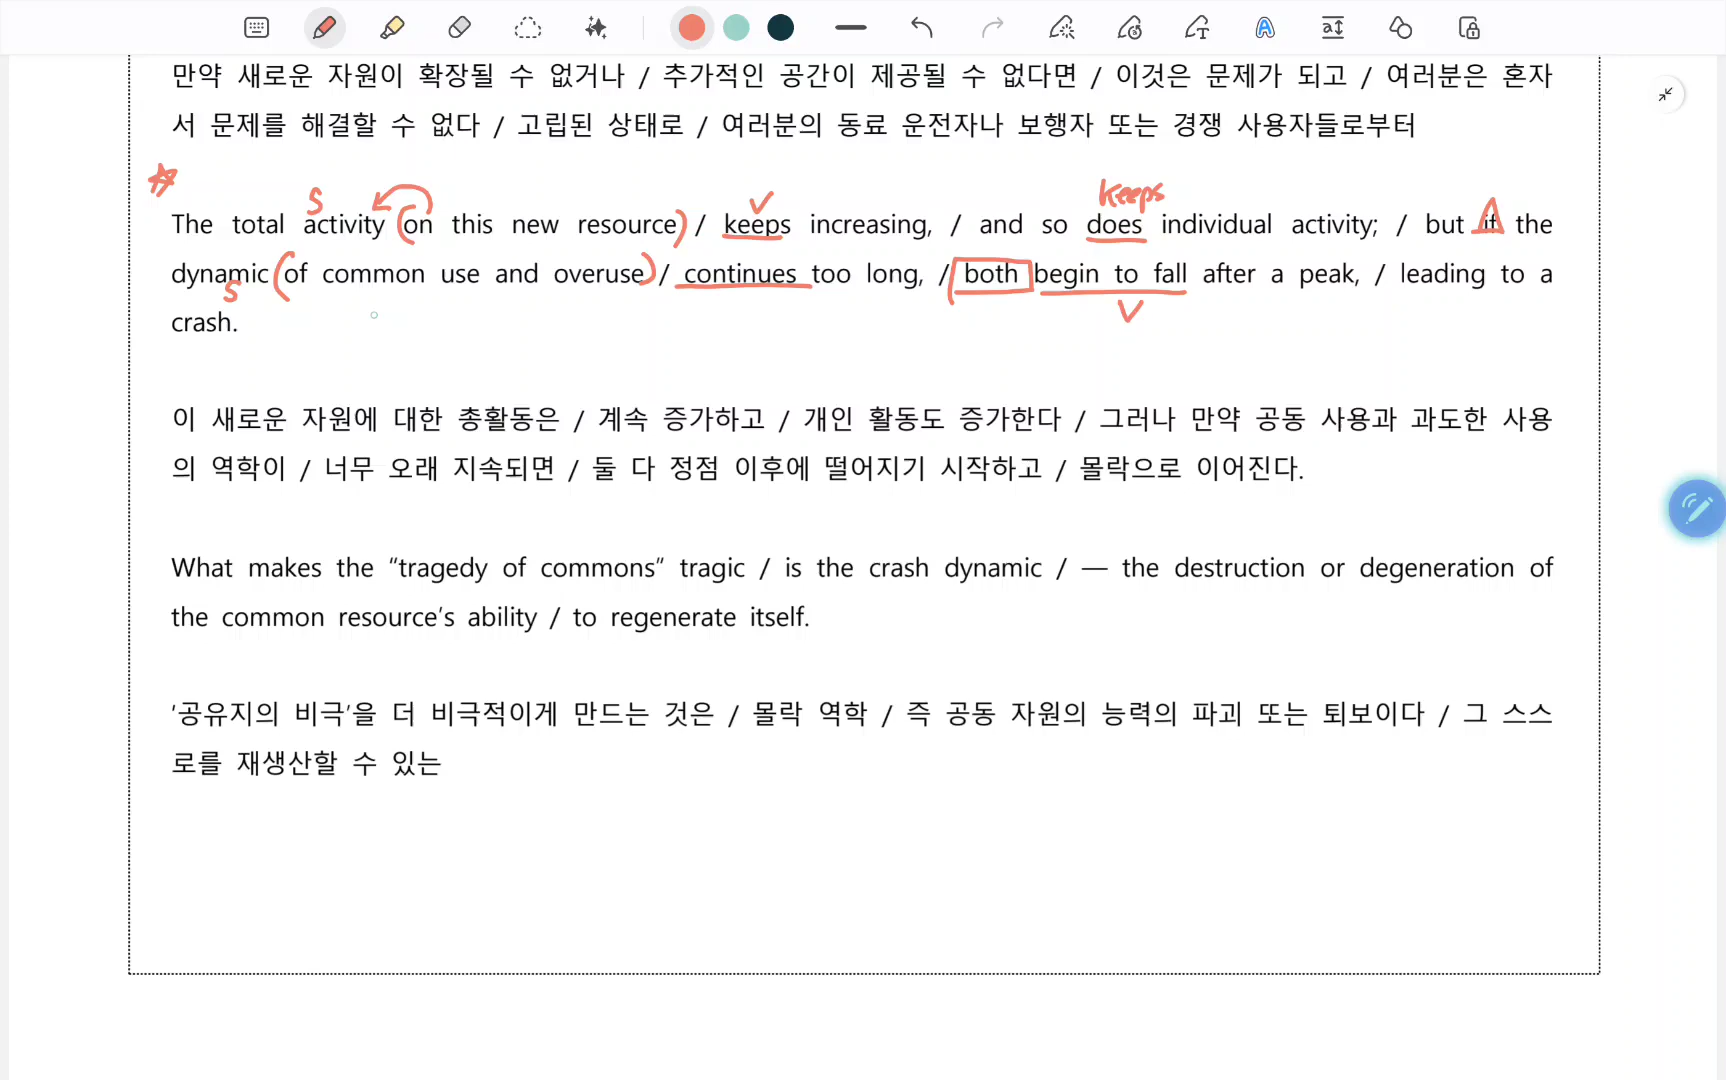 만약 새로운 자원이 확장될 수 없거나 / 추가적인 공간이 제공될 수 없다면 / 이것은 문제가 되고 / 여러분은 혼자
서 문제를 해결할 수 없다 / 고립된 상태로 / 여러분의 동료 운전자나 보행자 또는 경쟁 사용자들로부터
S V keeps
The total activity (on this new resource) / keeps increasing, / and so does individual activity; / but if the
dynamic (of common use and overuse) / continues too long, / both begin to fall after a peak, / leading to a
S V
crash.
이 새로운 자원에 대한 총활동은 / 계속 증가하고 / 개인 활동도 증가한다 / 그러나 만약 공동 사용과 과도한 사용
의 역학이 / 너무 오래 지속되면 / 둘 다 정점 이후에 떨어지기 시작하고 / 몰락으로 이어진다.
What makes the “tragedy of commons” tragic / is the crash dynamic / — the destruction or degeneration of
the common resource’s ability / to regenerate itself.
‘공유지의 비극’을 더 비극적이게 만드는 것은 / 몰락 역학 / 즉 공동 자원의 능력의 파괴 또는 퇴보이다 / 그 스스
로를 재생산할 수 있는